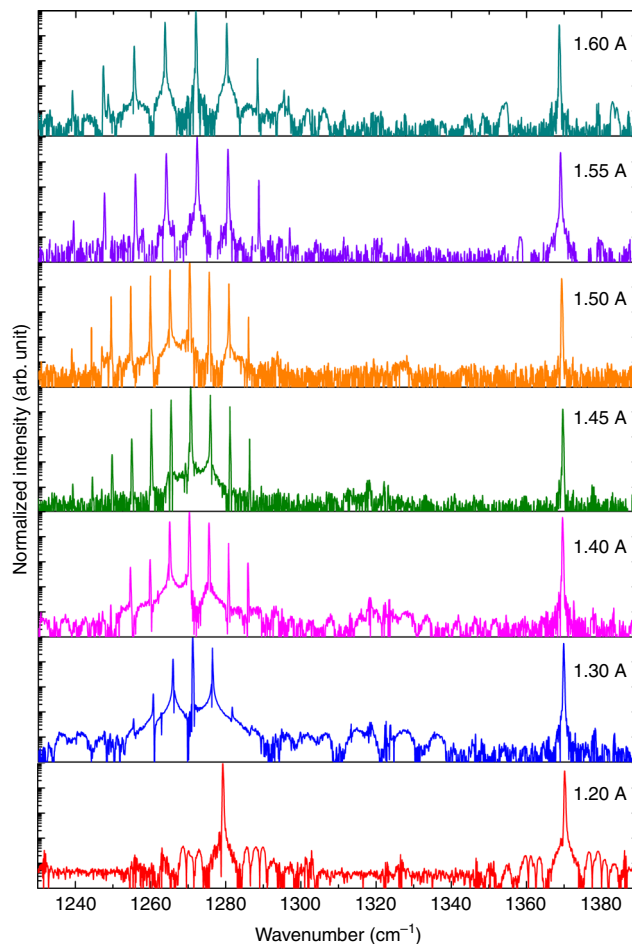 1.60 A
1.55 A
1.50 A
1.45 A
1.40 A
1.30 A
1.20 A
Normalized intensity (arb. unit)
1240 1260 1280 1300 1320 1340 1360 1380
Wavenumber (cm⁻¹)